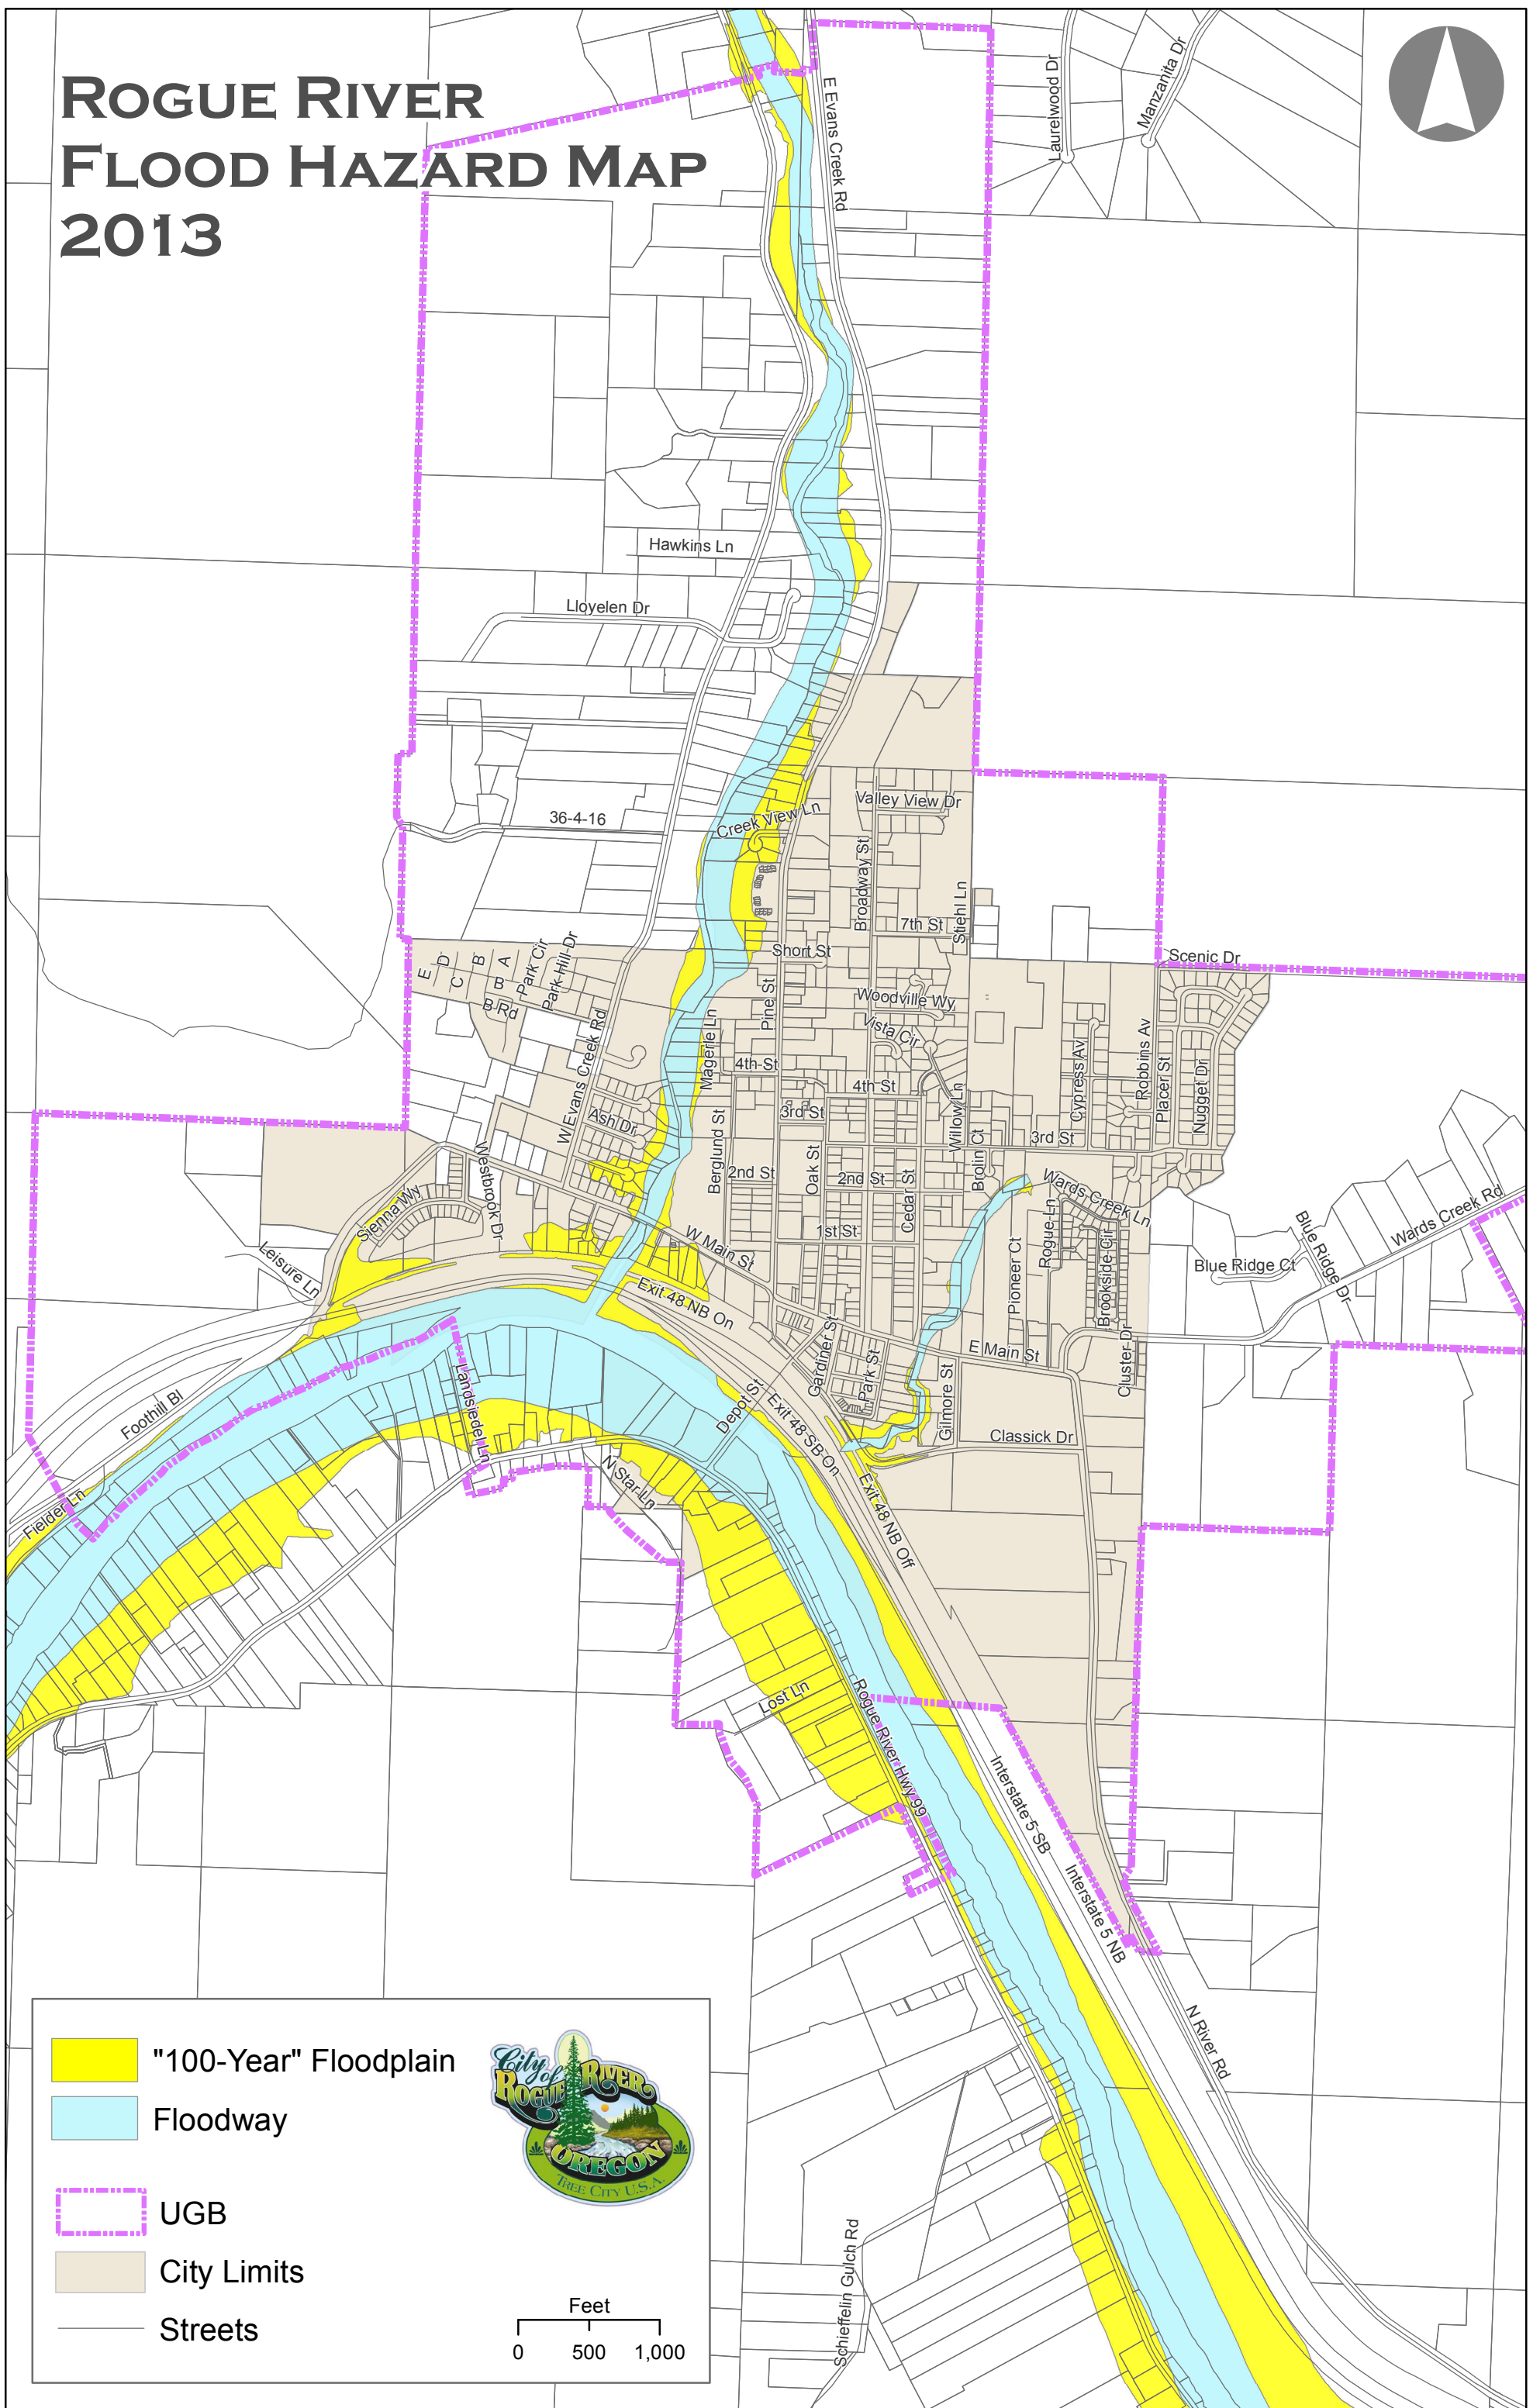 ROGUE RIVER
FLOOD HAZARD MAP
2013
E Evans Creek Rd
Laurelwood Dr
Manzanita Dr
Hawkins Ln
Lloyelen Dr
36-4-16
Creek View Ln
Valley View Dr
Broadway St
Stiehl Ln
7th St
Short St
Scenic Dr
E
D
C
B
A
B
B Rd
Park Cir
Park Hill Dr
W Evans Creek Rd
Pine St
Magerie Ln
Woodville Wy
Vista Cir
4th St
4th St
3rd St
3rd St
Willow Ln
Cypress Av
Robbins Av
Placer St
Nugget Dr
Ash Dr
Berglund St
2nd St
Oak St
2nd St
Cedar St
Brolin Ct
Westbrook Dr
Sienna Wy
Leisure Ln
W Main St
1st St
Wards Creek Ln
Rogue Ln
Pioneer Ct
Brookside Cir
Wards Creek Rd
Blue Ridge Ct
Blue Ridge Dr
Exit 48 NB On
Gardiner St
Park St
E Main St
Gilmore St
Cluster Dr
Classick Dr
Foothill Bl
Landsiedel Ln
Depot St
Exit 48 SB On
Exit 48 NB Off
N Star Ln
Fielder Ln
Lost Ln
Rogue River Hwy 99
Interstate 5 SB
Interstate 5 NB
N River Rd
Schieffelin Gulch Rd
"100-Year" Floodplain
Floodway
UGB
City Limits
Streets
City of
ROGUE RIVER
OREGON
TREE CITY U.S.A.
Feet
0 500 1,000